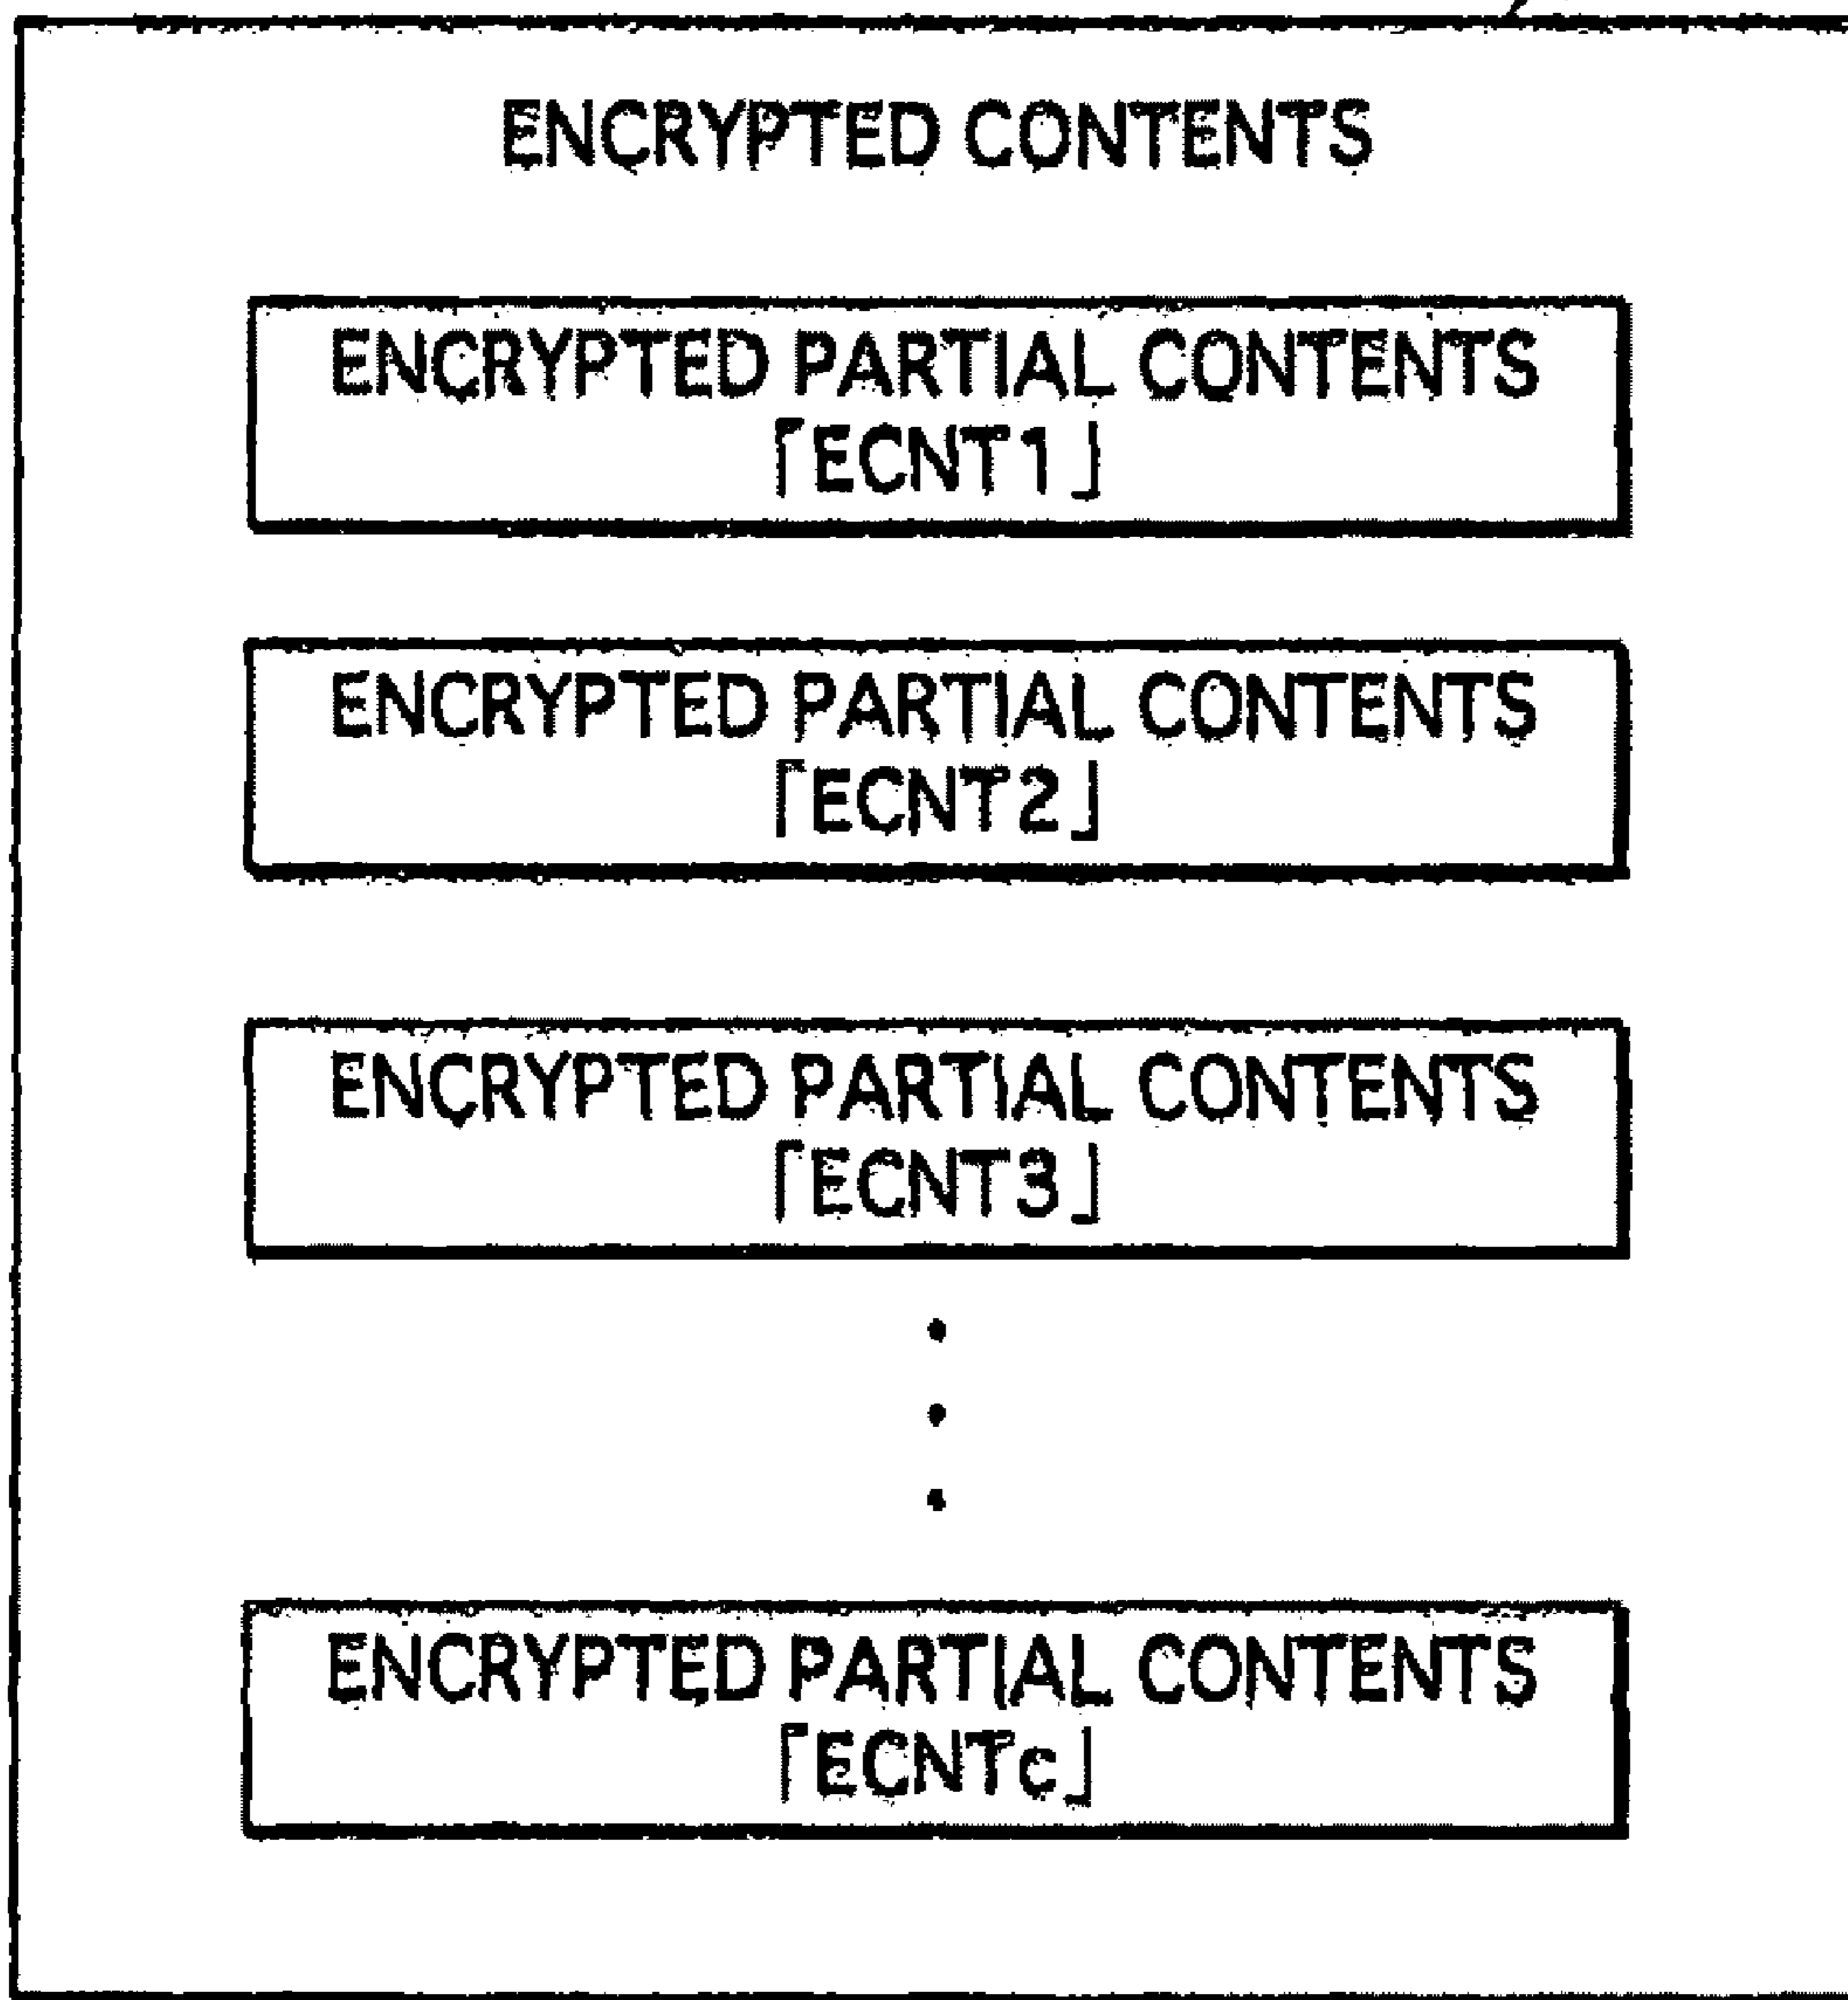 ENCRYPTED CONTENTS
ENCRYPTED PARTIAL CONTENTS
「ECNT1」
ENCRYPTED PARTIAL CONTENTS
「ECNT2」
ENCRYPTED PARTIAL CONTENTS
「ECNT3」
ENCRYPTED PARTIAL CONTENTS
「ECNTc」